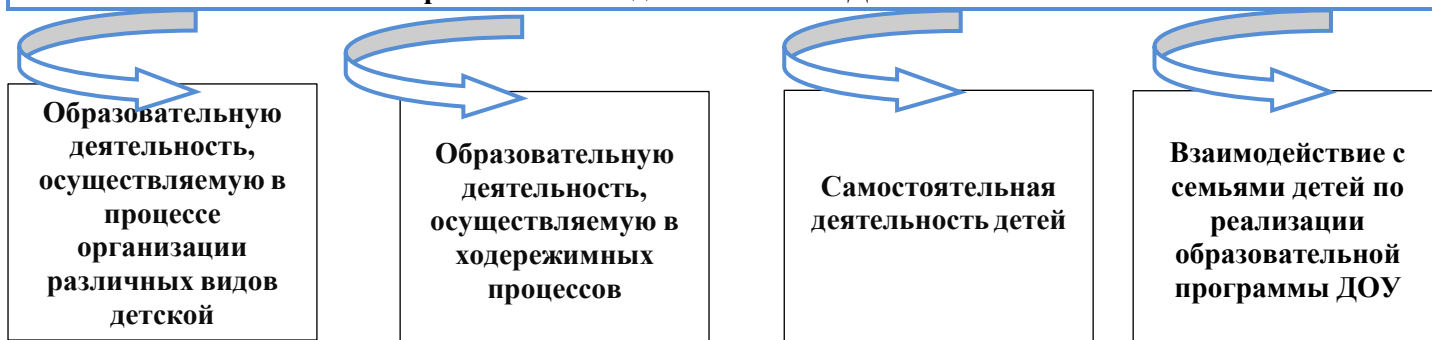 Образовательную
деятельность,
осуществляемую в
процессе
организации
различных видов
детской
Образовательную
деятельность,
осуществляемую в
ходережимных
процессов
Самостоятельная
деятельность детей
Взаимодействие с
семьями детей по
реализации
образовательной
программы ДОУ